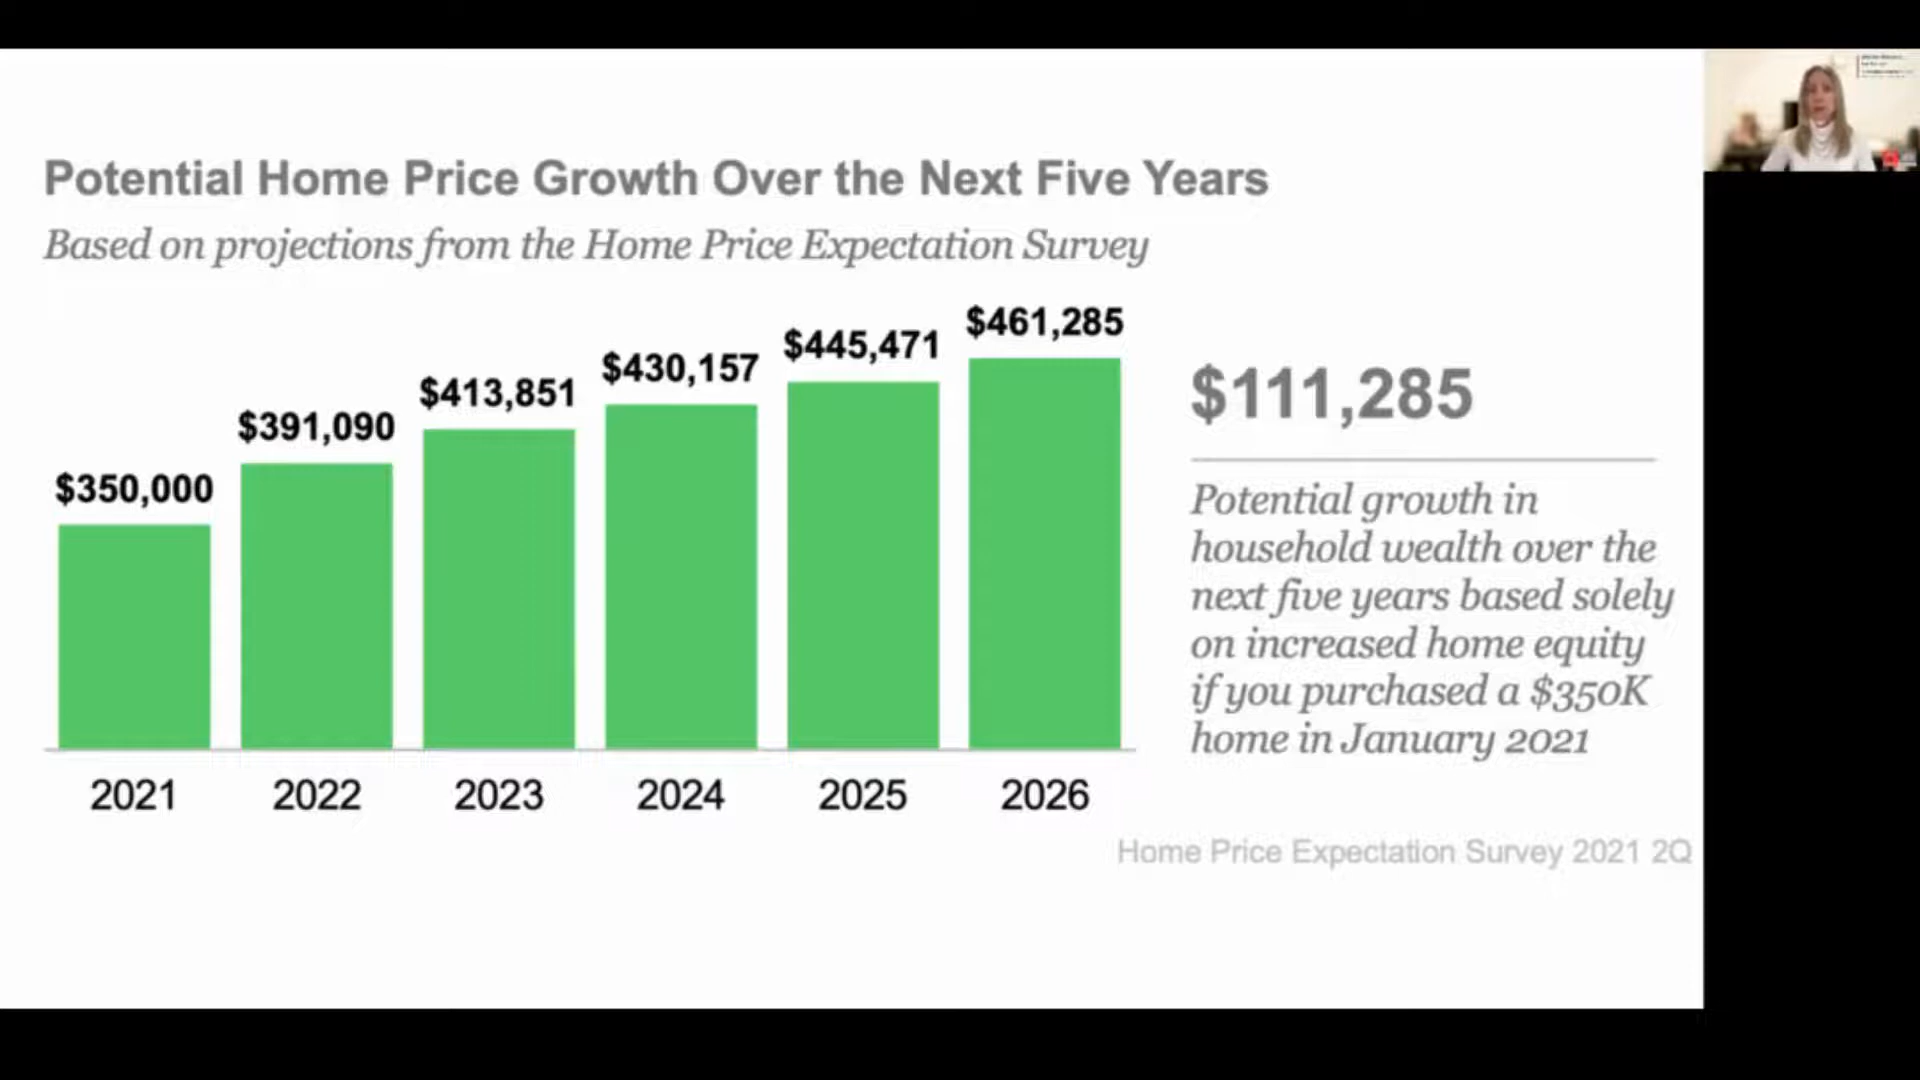 Potential Home Price Growth Over the Next Five Years
Based on projections from the Home Price Expectation Survey
$350,000
$391,090
$413,851
$430,157
$445,471
$461,285
2021
2022
2023
2024
2025
2026
$111,285
Potential growth in
household wealth over the
next five years based solely
on increased home equity
if you purchased a $350K
home in January 2021
Home Price Expectation Survey 2021 2Q